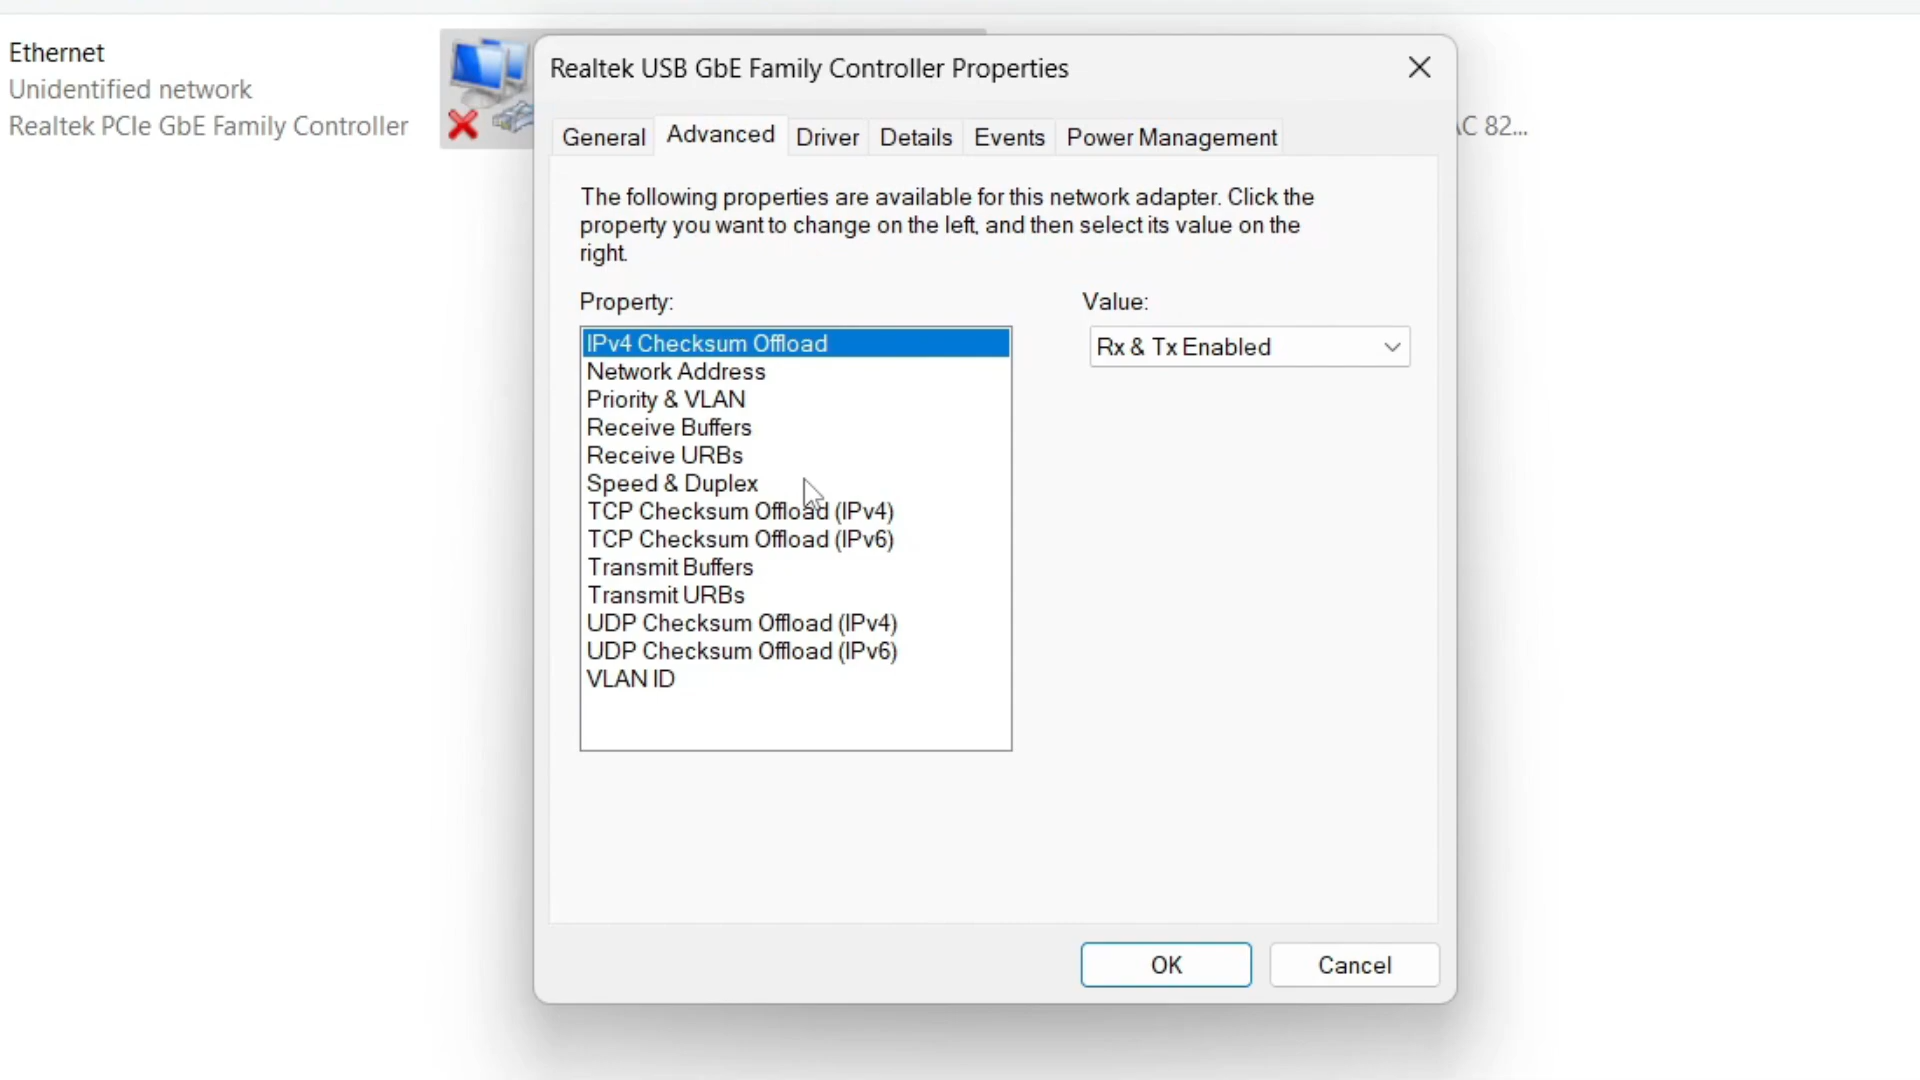 Ethernet
Unidentified network
Realtek PCIe GbE Family Controller
Realtek USB GbE Family Controller Properties
General Advanced Driver Details Events Power Management
The following properties are available for this network adapter. Click the
property you want to change on the left, and then select its value on the
right.
Property:
IPv4 Checksum Offload
Network Address
Priority & VLAN
Receive Buffers
Receive URBs
Speed & Duplex
TCP Checksum Offload (IPv4)
TCP Checksum Offload (IPv6)
Transmit Buffers
Transmit URBs
UDP Checksum Offload (IPv4)
UDP Checksum Offload (IPv6)
VLAN ID
Value:
Rx & Tx Enabled
OK Cancel
82...